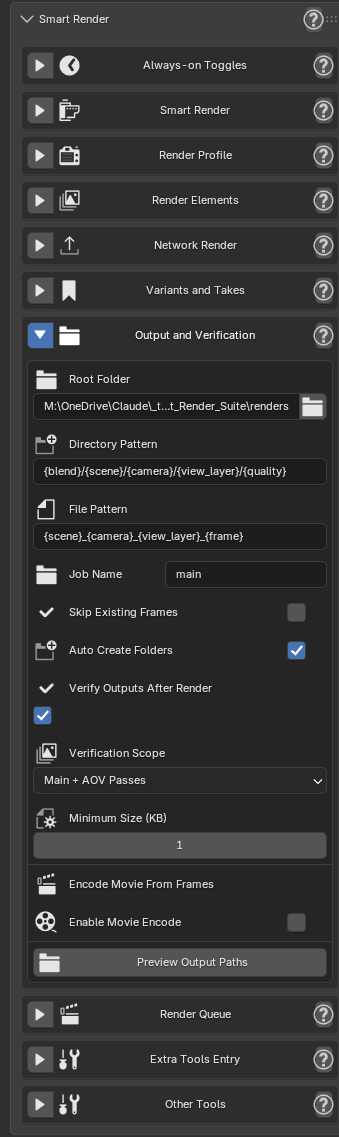 Smart Render
Always-on Toggles
Smart Render
Render Profile
Render Elements
Network Render
Variants and Takes
Output and Verification
Root Folder
M:\OneDrive\Claude\_t...t_Render_Suite\renders
Directory Pattern
{blend}/{scene}/{camera}/{view_layer}/{quality}
File Pattern
{scene}_{camera}_{view_layer}_{frame}
Job Name main
Skip Existing Frames
Auto Create Folders
Verify Outputs After Render
Verification Scope
Main + AOV Passes
Minimum Size (KB)
1
Encode Movie From Frames
Enable Movie Encode
Preview Output Paths
Render Queue
Extra Tools Entry
Other Tools